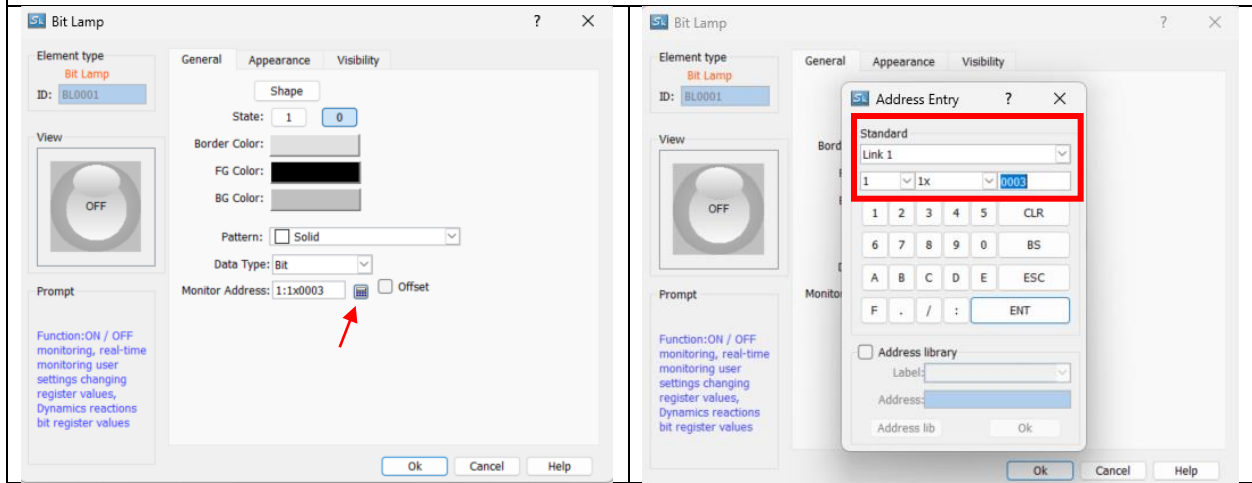 Bit Lamp
Element type
Bit Lamp
ID: BL0001
View
OFF
Prompt
Function:ON / OFF
monitoring, real-time
monitoring user
settings changing
register values,
Dynamics reactions
bit register values
General Appearance Visibility
Shape
State: 1 0
Border Color:
FG Color:
BG Color:
Pattern: Solid
Data Type: Bit
Monitor Address: 1:1x0003 Offset
Ok Cancel Help
Bit Lamp
Element type
Bit Lamp
ID: BL0001
View
OFF
Prompt
Function:ON / OFF
monitoring, real-time
monitoring user
settings changing
register values,
Dynamics reactions
bit register values
General Appearance Visibility
Bord
Monitor
Address Entry
Standard
Link 1
1 1x 0003
1 2 3 4 5 CLR
6 7 8 9 0 BS
A B C D E ESC
F . / : ENT
Address library
Label:
Address:
Address lib Ok
Ok Cancel Help